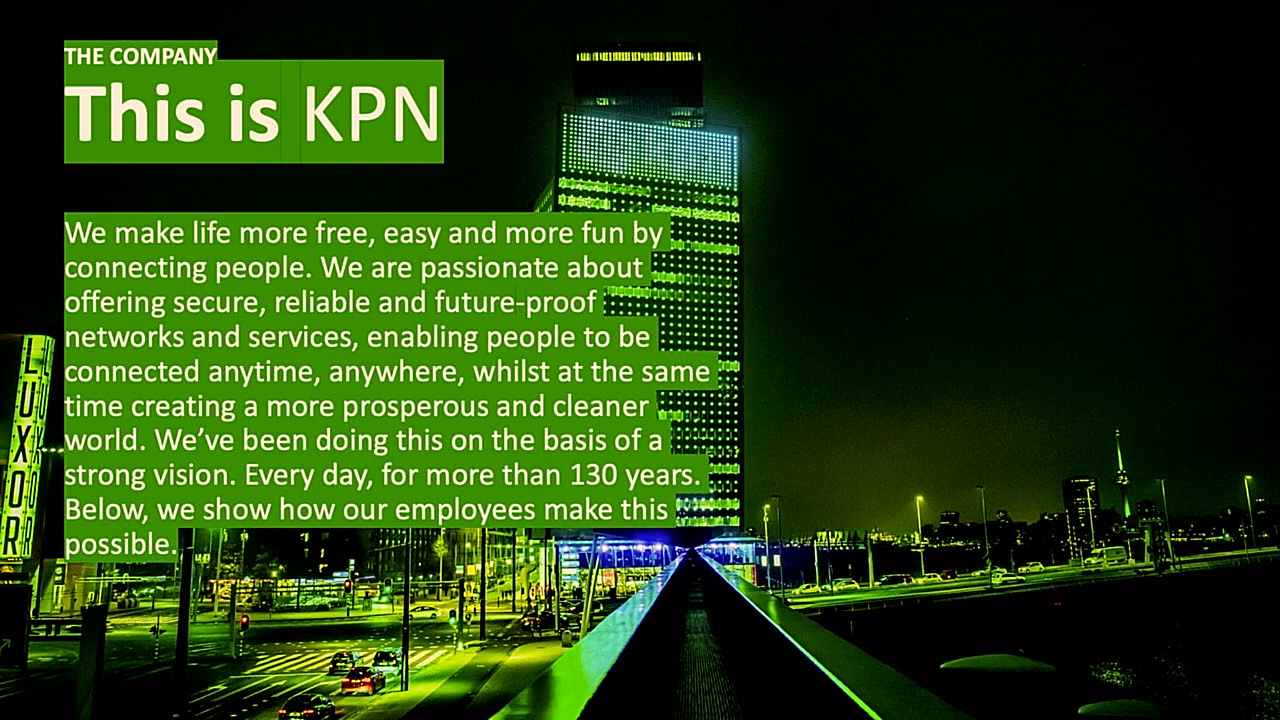 THE COMPANY
This is KPN
We make life more free, easy and more fun by
connecting people. We are passionate about
offering secure, reliable and future-proof
networks and services, enabling people to be
connected anytime, anywhere, whilst at the same
time creating a more prosperous and cleaner
world. We’ve been doing this on the basis of a
strong vision. Every day, for more than 130 years.
Below, we show how our employees make this
possible.
LUXOR